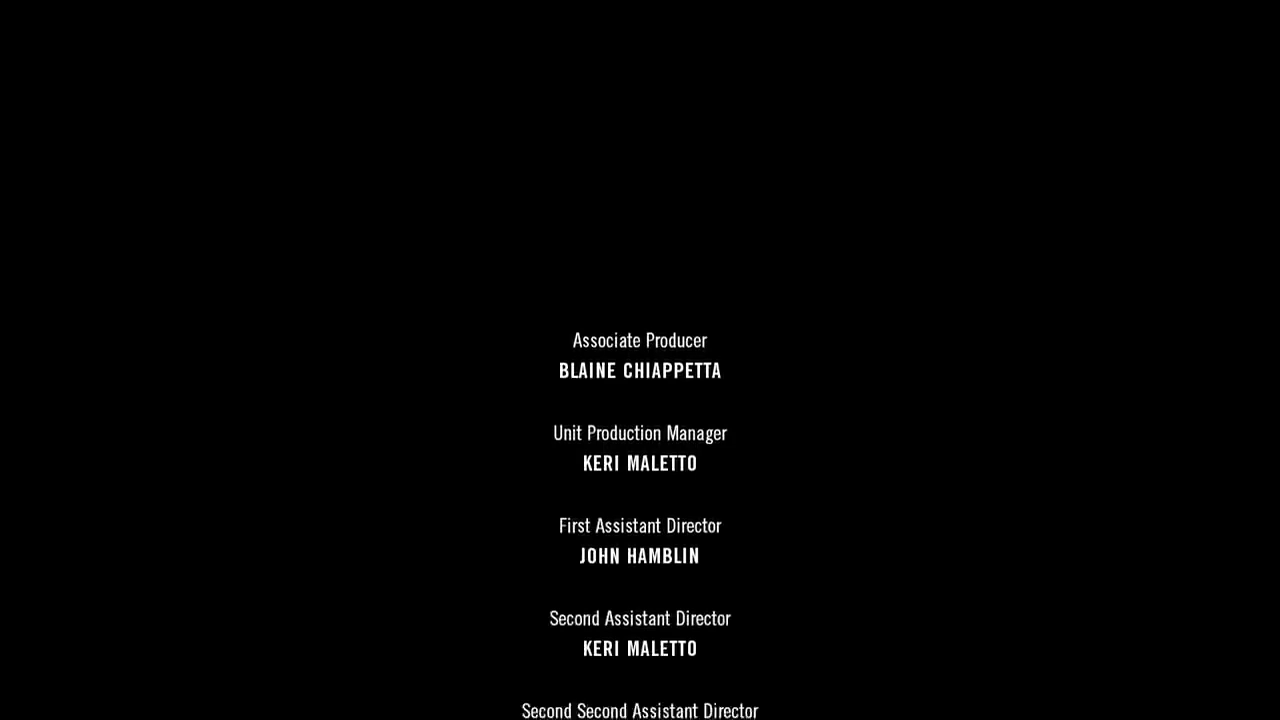 Associate Producer
BLAINE CHIAPPETTA
Unit Production Manager
KERI MALETTO
First Assistant Director
JOHN HAMBLIN
Second Assistant Director
KERI MALETTO
Second Second Assistant Director